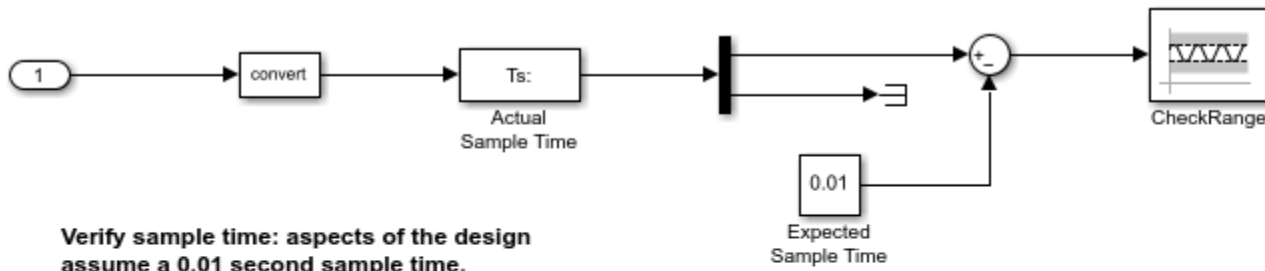 1
convert
Ts:
Actual
Sample Time
+
−
CheckRange
0.01
Expected
Sample Time
Verify sample time: aspects of the design
assume a 0.01 second sample time.